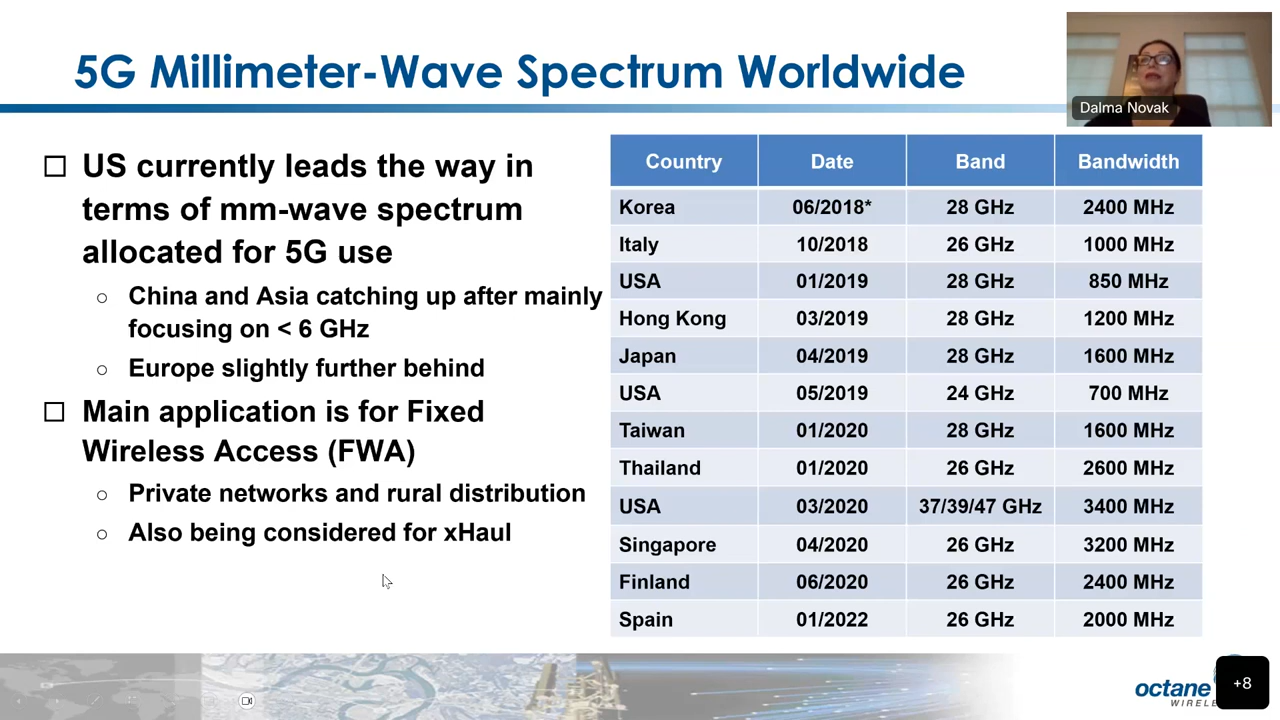 5G Millimeter-Wave Spectrum Worldwide
Dalma Novak
US currently leads the way in
terms of mm-wave spectrum
allocated for 5G use
China and Asia catching up after mainly
focusing on < 6 GHz
Europe slightly further behind
Main application is for Fixed
Wireless Access (FWA)
Private networks and rural distribution
Also being considered for xHaul
Country Date Band Bandwidth
Korea 06/2018* 28 GHz 2400 MHz
Italy 10/2018 26 GHz 1000 MHz
USA 01/2019 28 GHz 850 MHz
Hong Kong 03/2019 28 GHz 1200 MHz
Japan 04/2019 28 GHz 1600 MHz
USA 05/2019 24 GHz 700 MHz
Taiwan 01/2020 28 GHz 1600 MHz
Thailand 01/2020 26 GHz 2600 MHz
USA 03/2020 37/39/47 GHz 3400 MHz
Singapore 04/2020 26 GHz 3200 MHz
Finland 06/2020 26 GHz 2400 MHz
Spain 01/2022 26 GHz 2000 MHz
octane
+8